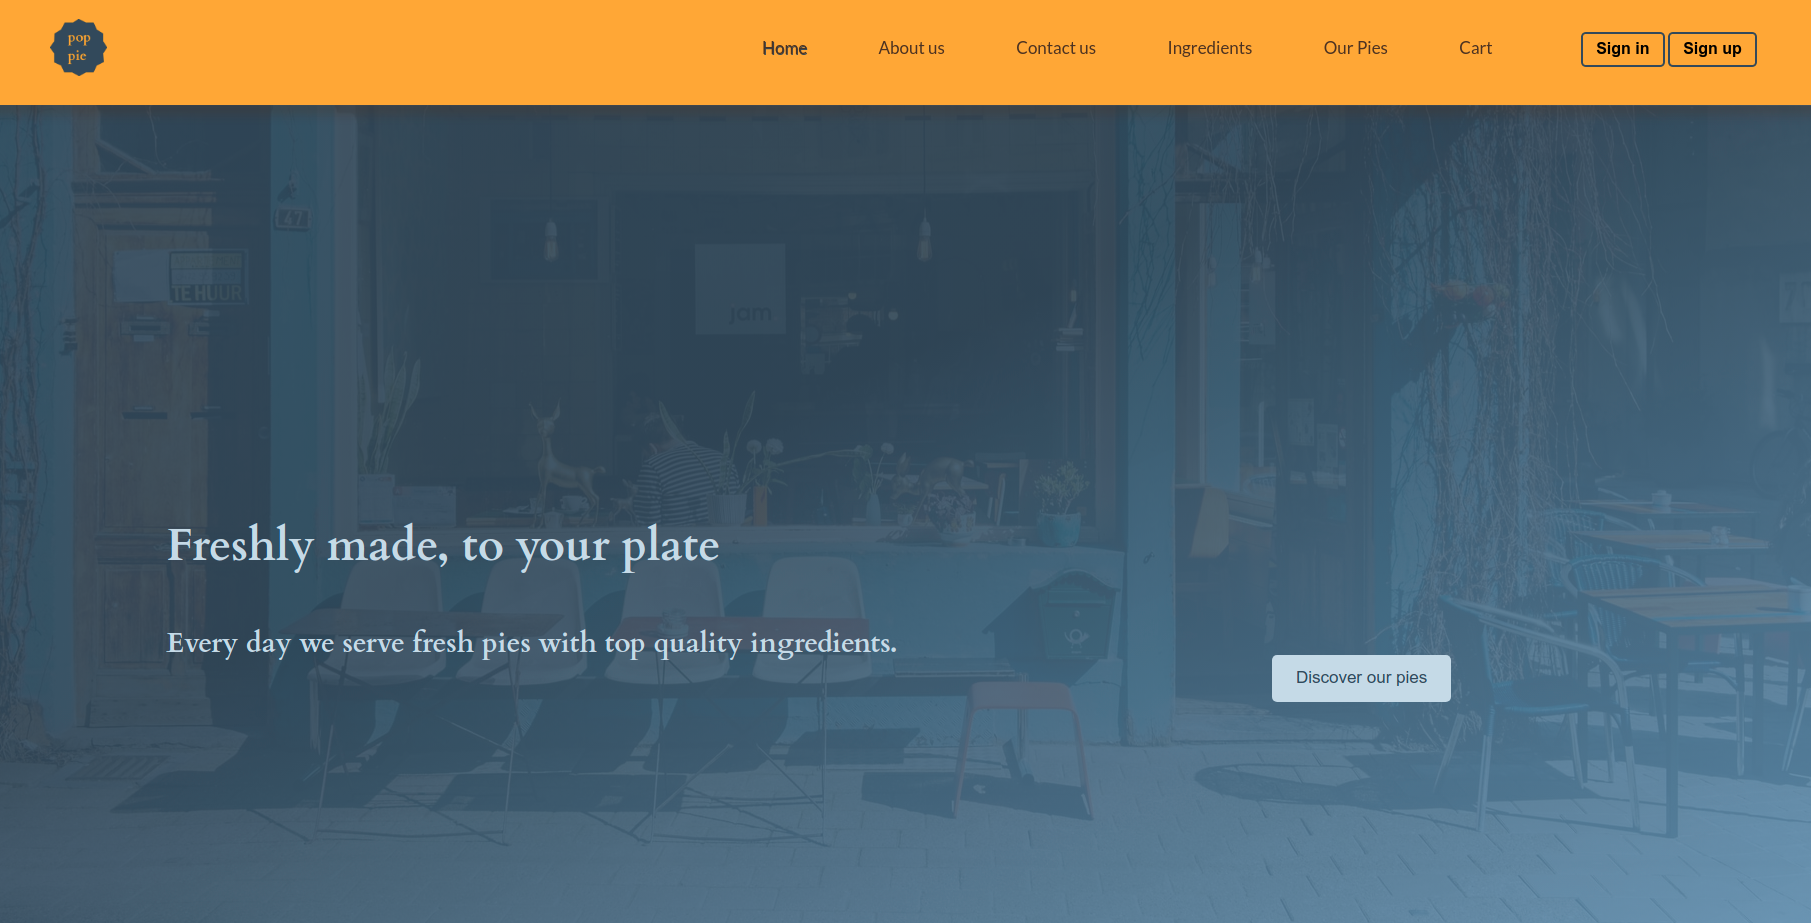 pop
pie
Home
About us
Contact us
Ingredients
Our Pies
Cart
Sign in
Sign up
47
TE HUUR
jam
Freshly made, to your plate
Every day we serve fresh pies with top quality ingredients.
Discover our pies